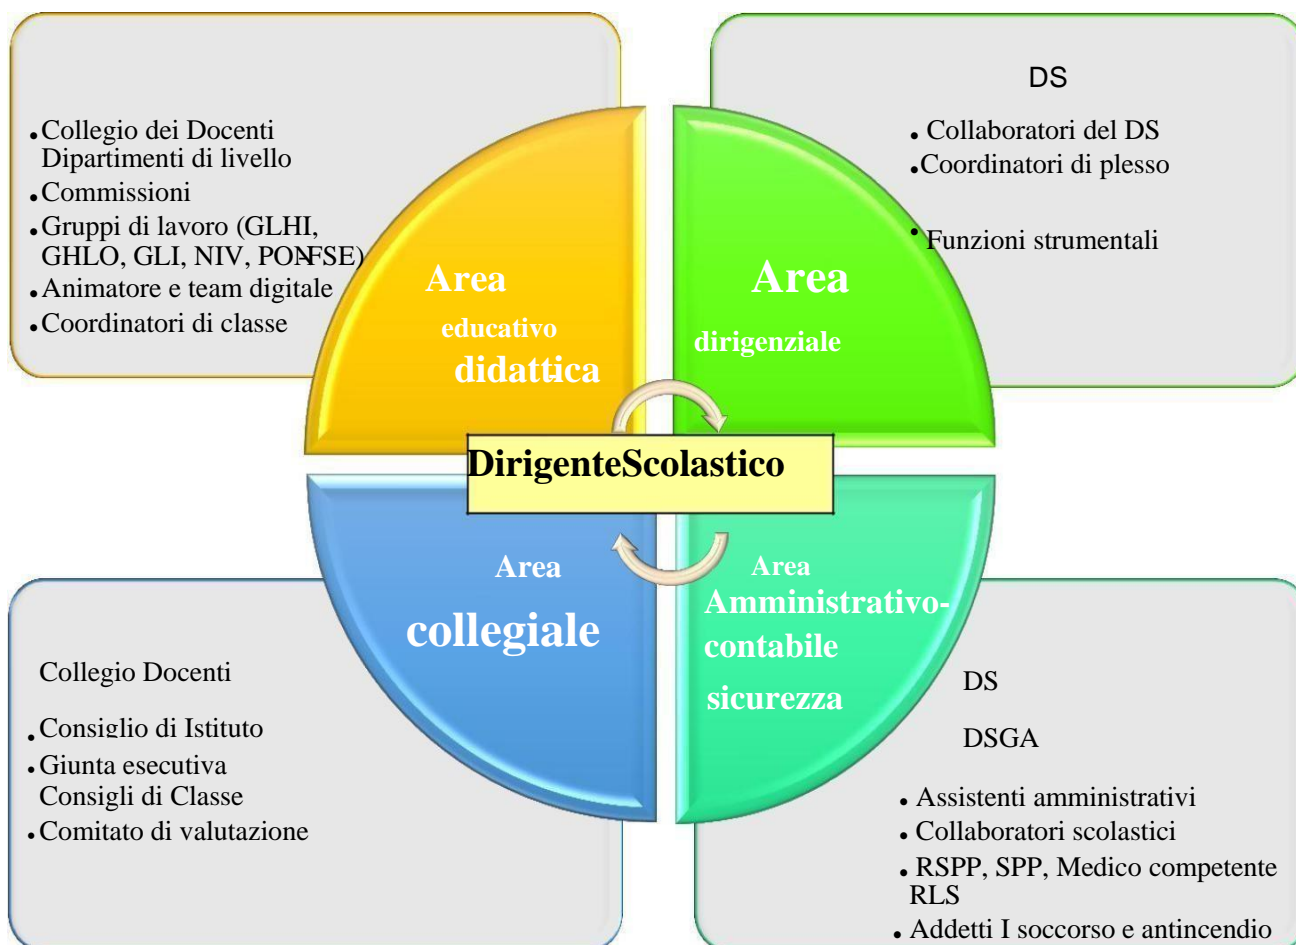 • Collegio dei Docenti
Dipartimenti di livello
• Commissioni
• Gruppi di lavoro (GLHI,
GHLO, GLI, NIV, PON-FSE)
• Animatore e team digitale
• Coordinatori di classe
DS
• Collaboratori del DS
• Coordinatori di plesso
• Funzioni strumentali
Area
educativo
didattica
Area
dirigenziale
DirigenteScolastico
Area
collegiale
Area
Amministrativo-
contabile
sicurezza
Collegio Docenti
• Consiglio di Istituto
• Giunta esecutiva
Consigli di Classe
• Comitato di valutazione
DS
DSGA
• Assistenti amministrativi
• Collaboratori scolastici
• RSPP, SPP, Medico competente
RLS
• Addetti I soccorso e antincendio